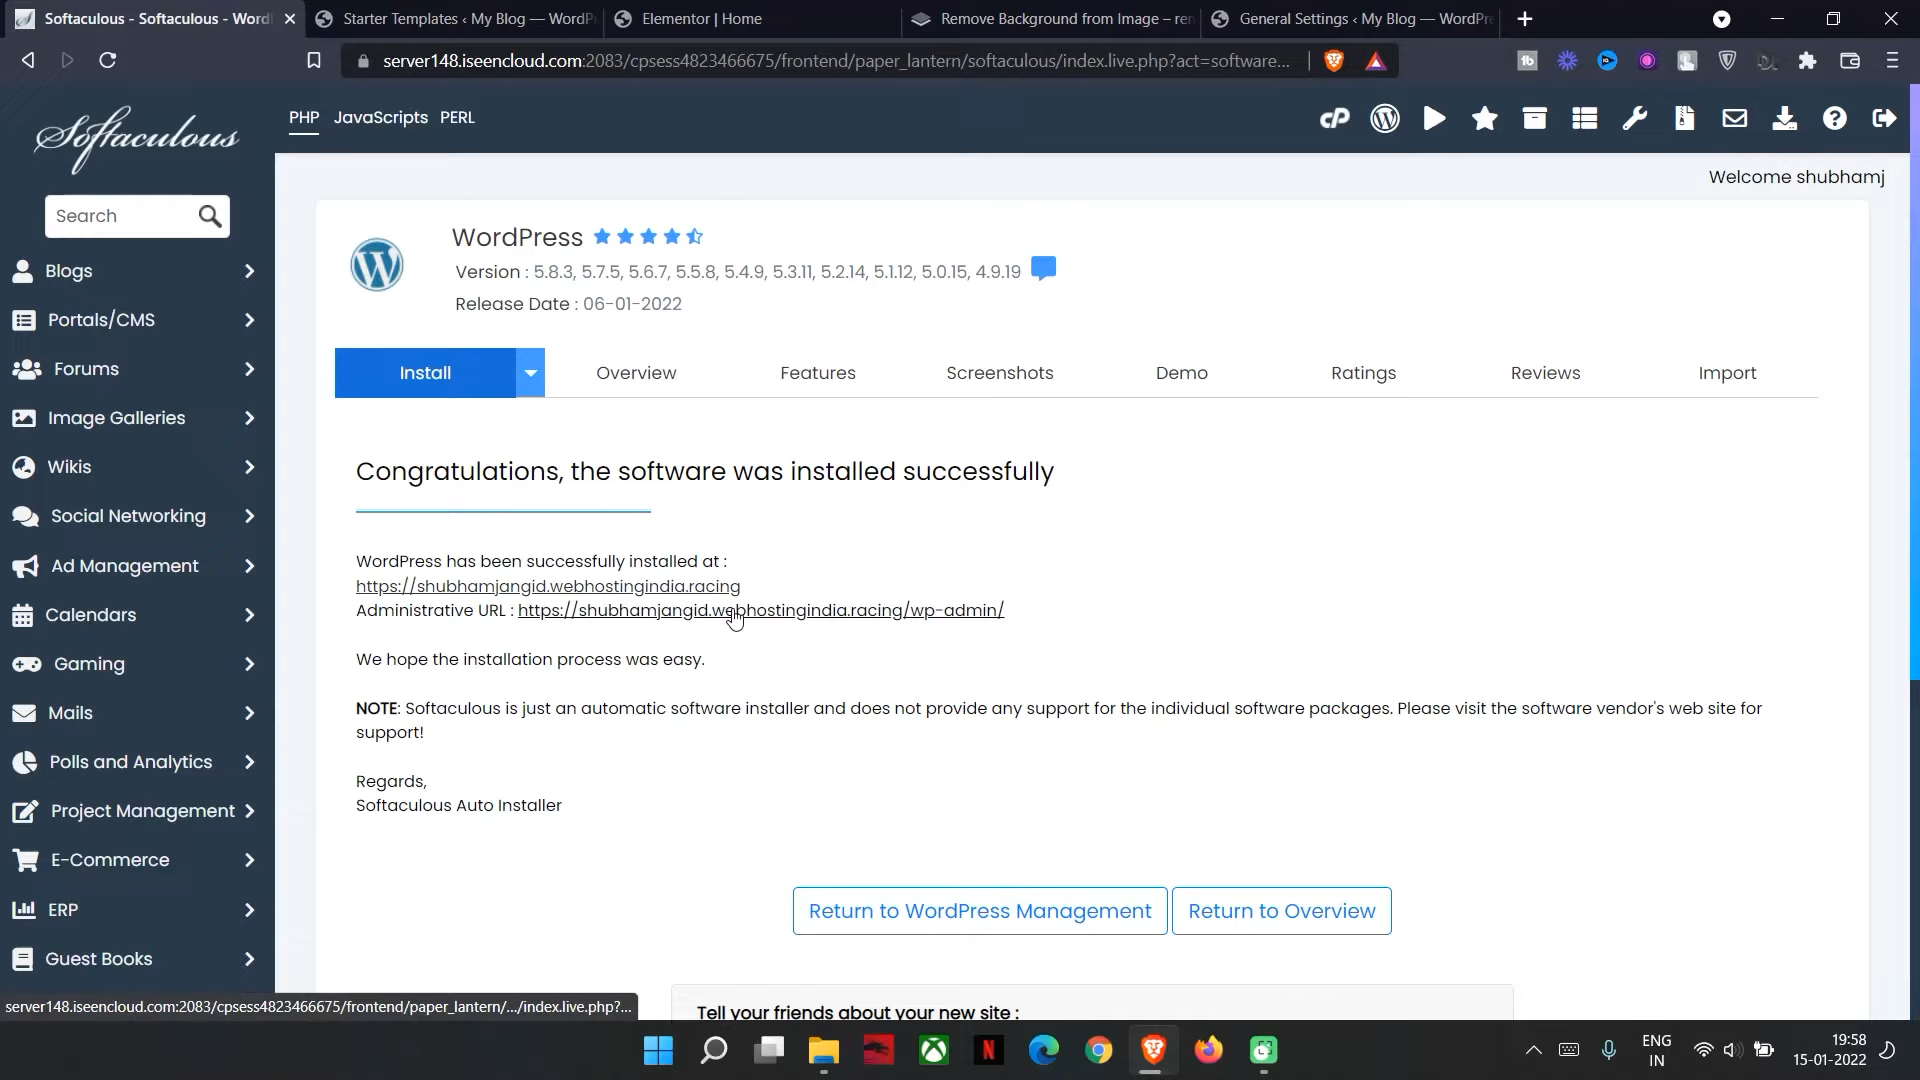 Softaculous - Softaculous - Word
Starter Templates ‹ My Blog — WordP
Elementor | Home
Remove Background from Image – re
General Settings ‹ My Blog — WordPre
server148.iseencloud.com:2083/cpsess4823466675/frontend/paper_lantern/softaculous/index.live.php?act=software...
Softaculous
PHP JavaScripts PERL
Welcome shubhamj
Search
Blogs
Portals/CMS
Forums
Image Galleries
Wikis
Social Networking
Ad Management
Calendars
Gaming
Mails
Polls and Analytics
Project Management
E-Commerce
ERP
Guest Books
WordPress
Version : 5.8.3, 5.7.5, 5.6.7, 5.5.8, 5.4.9, 5.3.11, 5.2.14, 5.1.12, 5.0.15, 4.9.19
Release Date : 06-01-2022
Install Overview Features Screenshots Demo Ratings Reviews Import
Congratulations, the software was installed successfully
WordPress has been successfully installed at :
https://shubhamjangid.webhostingindia.racing
Administrative URL : https://shubhamjangid.webhostingindia.racing/wp-admin/
We hope the installation process was easy.
NOTE: Softaculous is just an automatic software installer and does not provide any support for the individual software packages. Please visit the software vendor's web site for
support!
Regards,
Softaculous Auto Installer
Return to WordPress Management Return to Overview
Tell your friends about your new site :
server148.iseencloud.com:2083/cpsess4823466675/frontend/paper_lantern/.../index.live.php?...
ENG
IN
19:58
15-01-2022